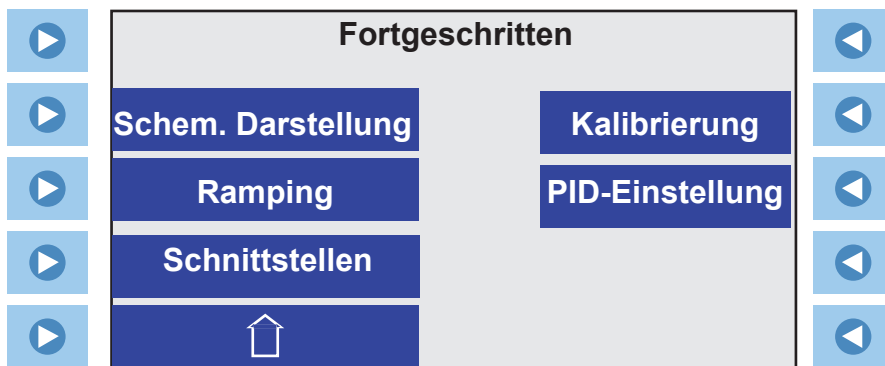 Fortgeschritten
Schem. Darstellung
Kalibrierung
Ramping
PID-Einstellung
Schnittstellen